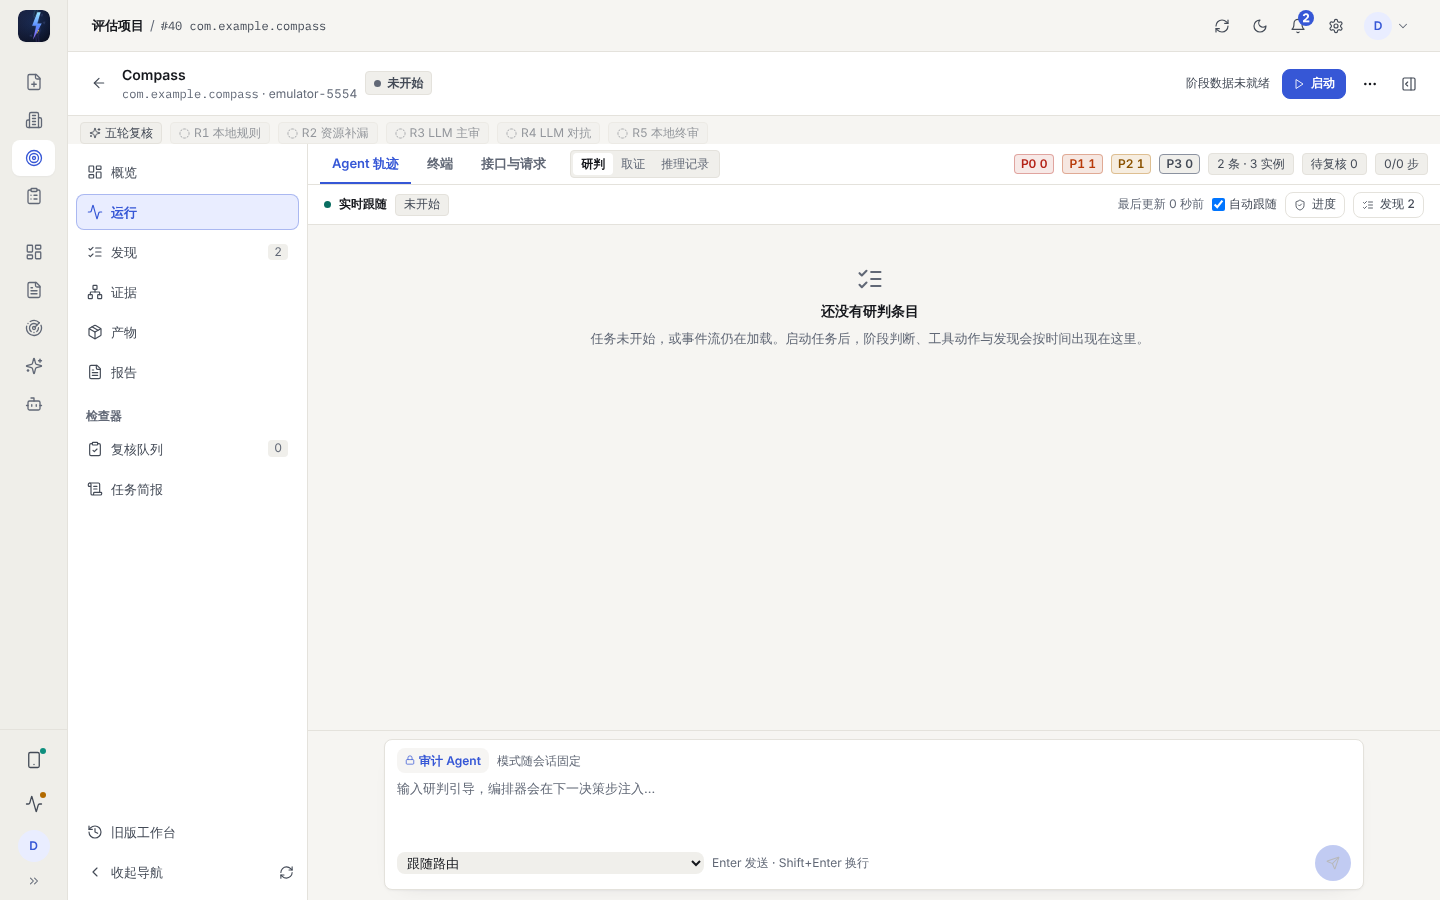 评估项目 / #40 com.example.compass
2
D
Compass
com.example.compass · emulator-5554
未开始
阶段数据未就绪
启动
五轮复核
R1 本地规则
R2 资源补漏
R3 LLM 主审
R4 LLM 对抗
R5 本地终审
概览
运行
发现
2
证据
产物
报告
检查器
复核队列
0
任务简报
旧版工作台
收起导航
D
Agent 轨迹
终端
接口与请求
研判
取证
推理记录
P0 0
P1 1
P2 1
P3 0
2 条 · 3 实例
待复核 0
0/0 步
实时跟随
未开始
最后更新 0 秒前
自动跟随
进度
发现 2
还没有研判条目
任务未开始，或事件流仍在加载。启动任务后，阶段判断、工具动作与发现会按时间出现在这里。
审计 Agent
模式随会话固定
输入研判引导，编排器会在下一决策步注入...
跟随路由
Enter 发送 · Shift+Enter 换行